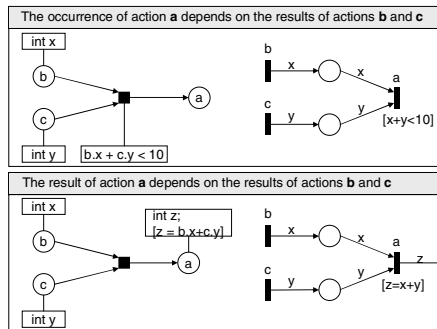 The occurrence of action a depends on the results of actions b and c
int x
b
c
int y
a
b.x + c.y < 10
b
x
x
a
c
y
y
[x+y<10]
The result of action a depends on the results of actions b and c
int x
b
c
int y
int z;
[z = b.x+c.y]
a
b
x
x
a
z
c
y
y
[z=x+y]